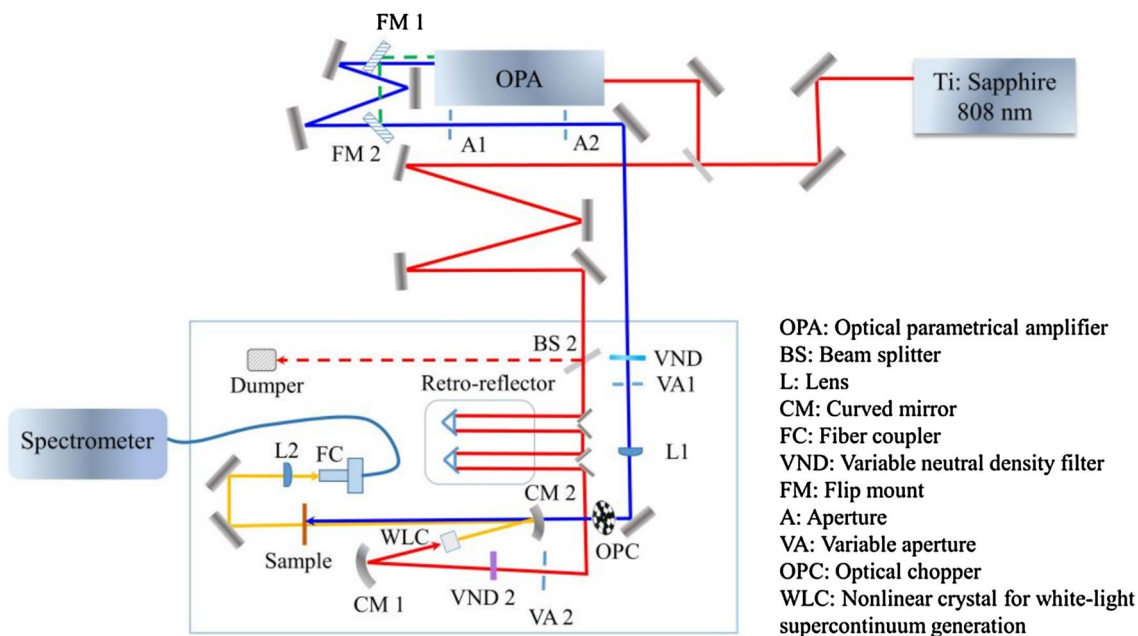 FM 1
OPA
Ti: Sapphire
808 nm
FM 2
A1
A2
BS 2
VND
Dumper
Retro-reflector
VA1
Spectrometer
L2
FC
L1
CM 2
WLC
OPC
Sample
CM 1
VND 2
VA 2
OPA: Optical parametrical amplifier
BS: Beam splitter
L: Lens
CM: Curved mirror
FC: Fiber coupler
VND: Variable neutral density filter
FM: Flip mount
A: Aperture
VA: Variable aperture
OPC: Optical chopper
WLC: Nonlinear crystal for white-light
supercontinuum generation